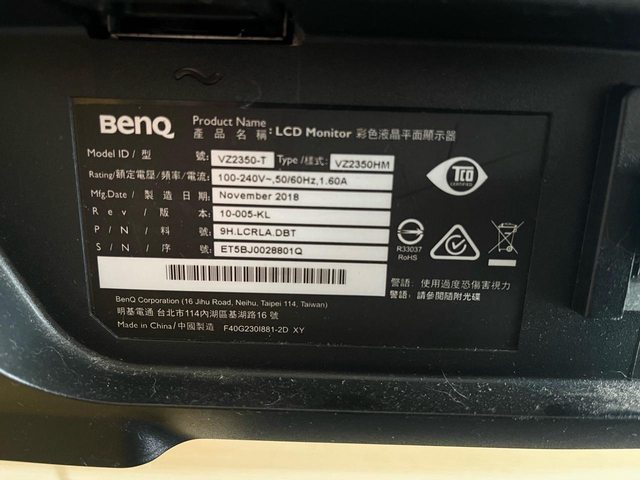 BenQ
Product Name
產品名稱：LCD Monitor 彩色液晶平面顯示器
Model ID / 型號: VZ2350-T Type /樣式: VZ2350HM
Rating/額定電壓/頻率/電流: 100-240V~,50/60Hz,1.60A
Mfg.Date / 製造日期: November 2018
Rev / 版本: 10-005-KL
P/N / 料號: 9H.LCRLA.DBT
S/N / 序號: ET5BJ0028801Q
TCO
CERTIFIED
R33037
RoHS
警語：使用過度恐傷害視力
警語：請參閱隨附光碟
BenQ Corporation (16 Jihu Road, Neihu, Taipei 114, Taiwan)
明基電通 台北市114內湖區基湖路16號
Made in China/中國製造 F40G230I881-2D XY